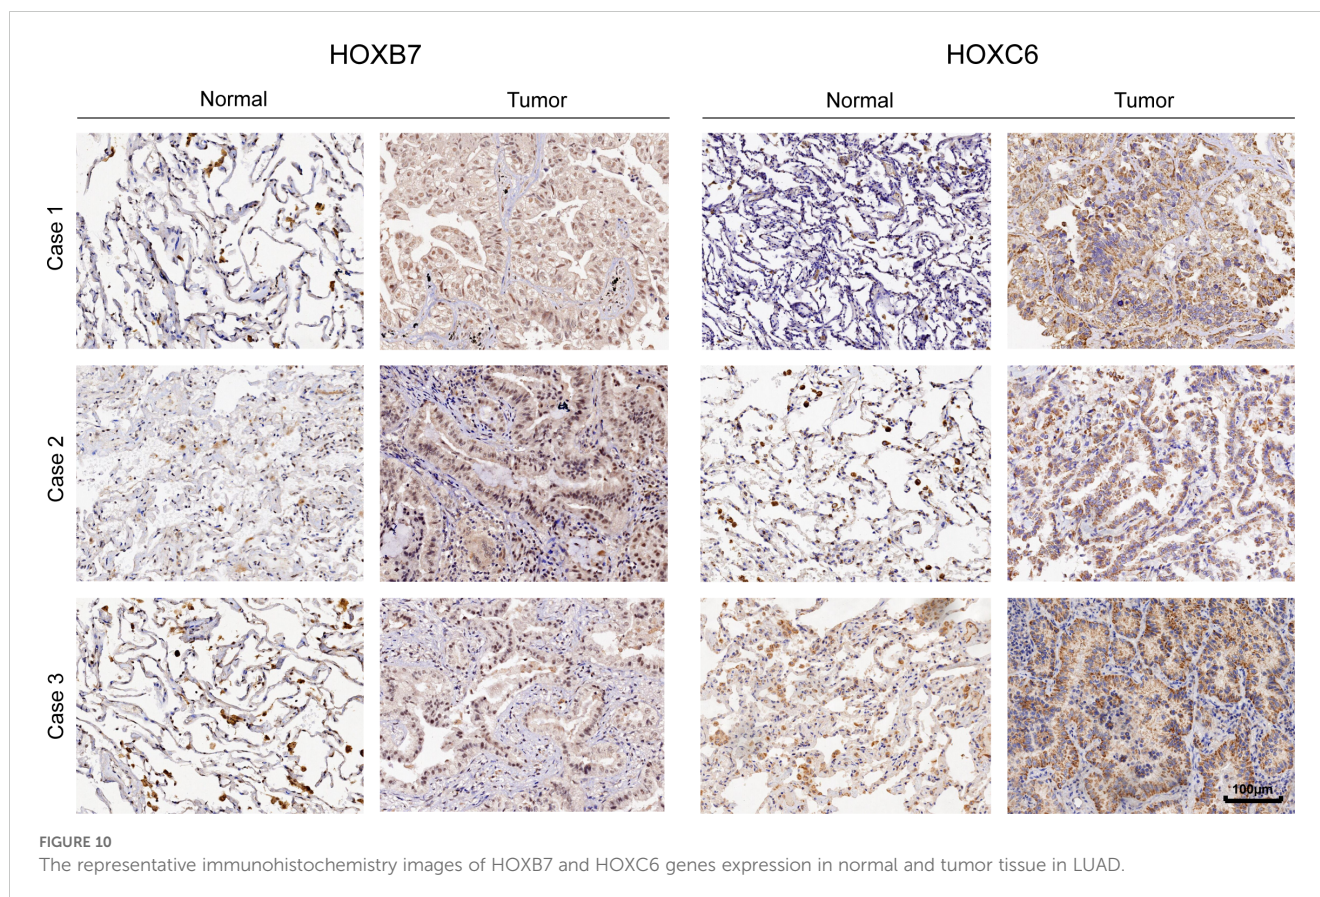 HOXB7
HOXC6
Normal
Tumor
Normal
Tumor
Case 1
Case 2
Case 3
100µm
FIGURE 10
The representative immunohistochemistry images of HOXB7 and HOXC6 genes expression in normal and tumor tissue in LUAD.